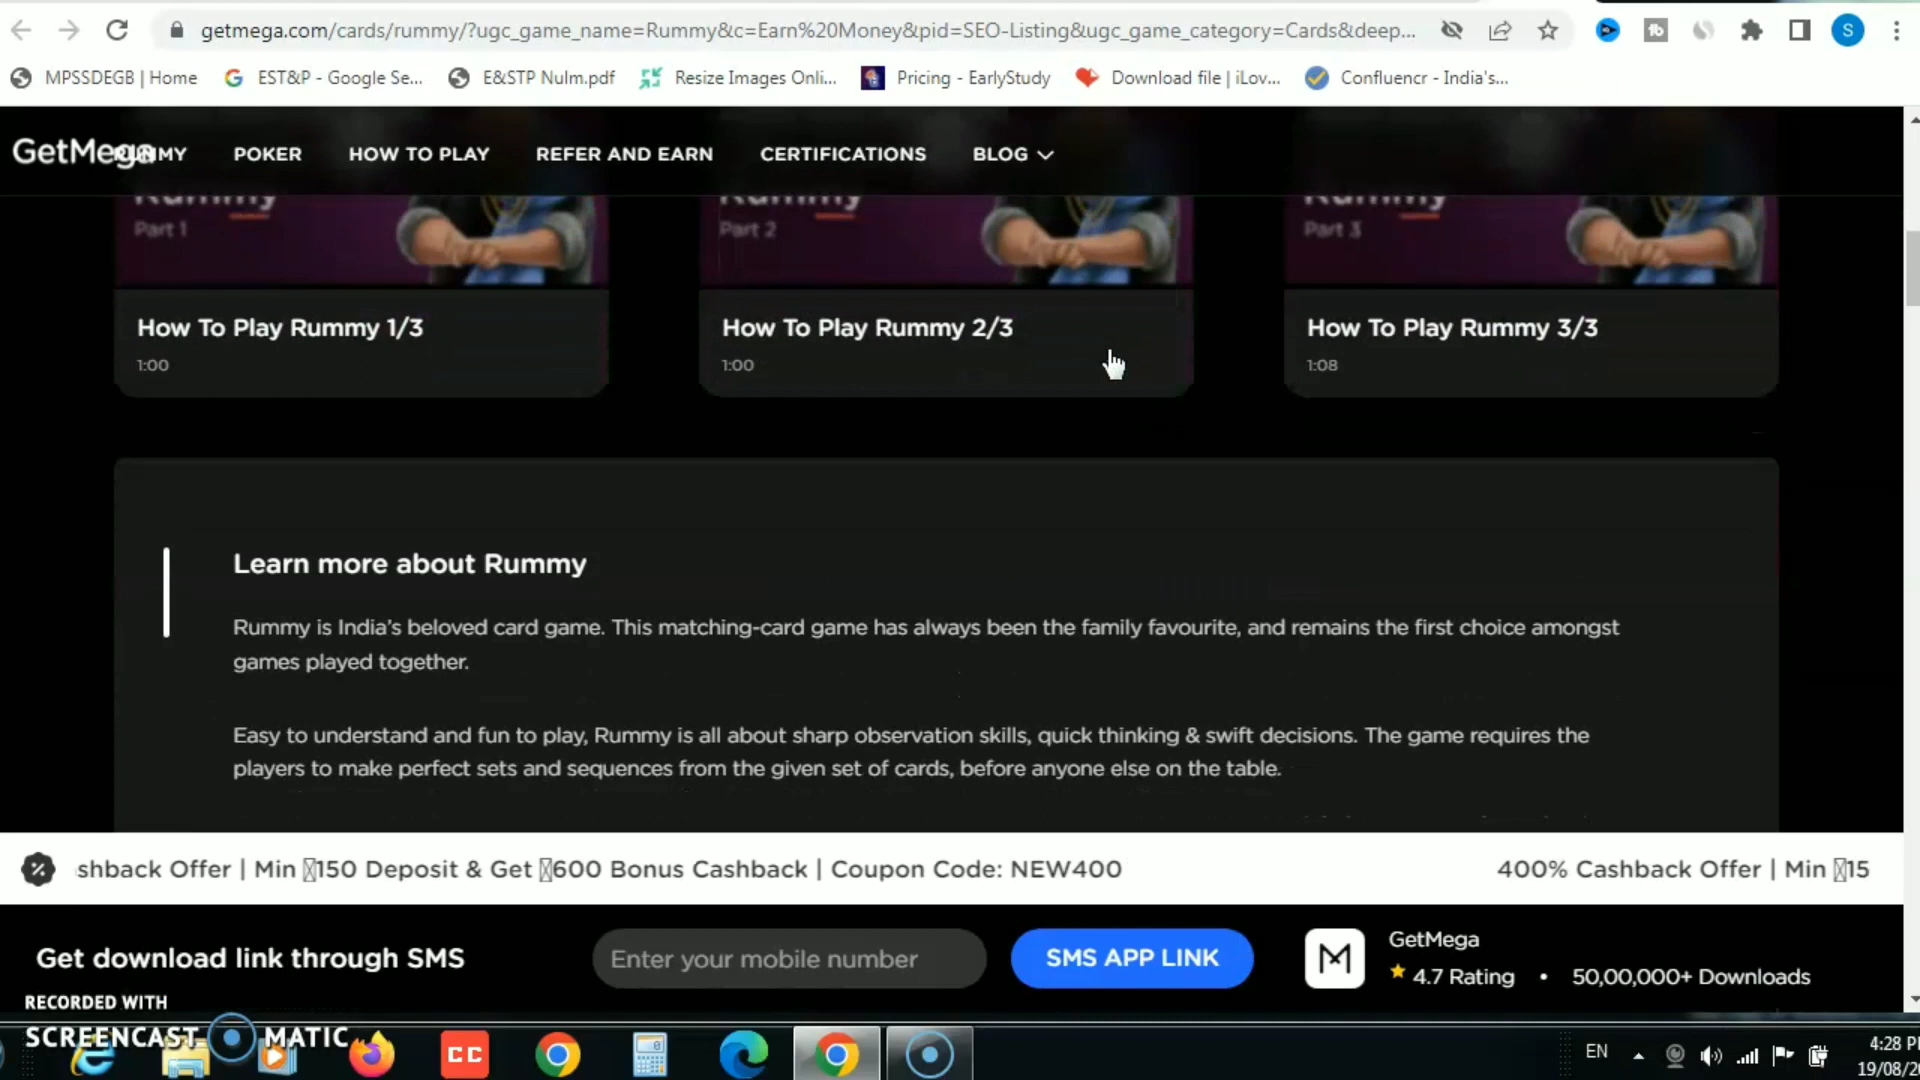 getmega.com/cards/rummy/?ugc_game_name=Rummy&c=Earn%20Money&pid=SEO-Listing&ugc_game_category=Cards&deep...
S
MPSSDEGB | Home
EST&P - Google Se...
E&STP Nulm.pdf
Resize Images Onli...
Pricing - EarlyStudy
Download file | iLov...
Confluencr - India's...
GetMega
RUMMY
POKER
HOW TO PLAY
REFER AND EARN
CERTIFICATIONS
BLOG
Rummy
Part 1
Rummy
Part 2
Rummy
Part 3
How To Play Rummy 1/3
1:00
How To Play Rummy 2/3
1:00
How To Play Rummy 3/3
1:08
Learn more about Rummy
Rummy is India's beloved card game. This matching-card game has always been the family favourite, and remains the first choice amongst
games played together.
Easy to understand and fun to play, Rummy is all about sharp observation skills, quick thinking & swift decisions. The game requires the
players to make perfect sets and sequences from the given set of cards, before anyone else on the table.
shback Offer | Min 150 Deposit & Get 600 Bonus Cashback | Coupon Code: NEW400
400% Cashback Offer | Min 15
Get download link through SMS
Enter your mobile number
SMS APP LINK
GetMega
4.7 Rating • 50,00,000+ Downloads
RECORDED WITH
SCREENCAST MATIC
CC
EN
4:28 P
19/08/2